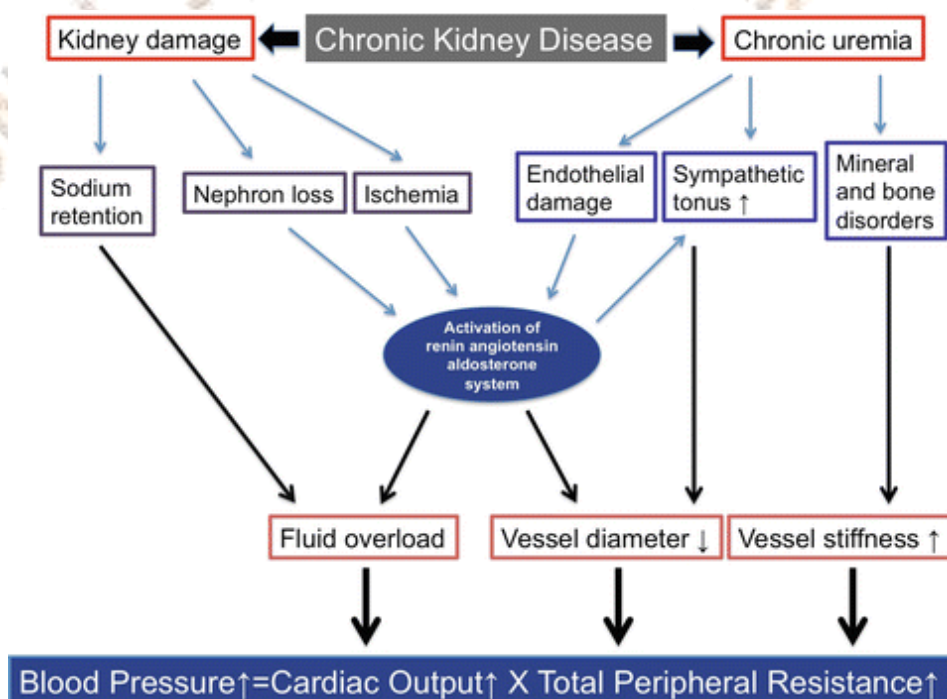 Kidney damage
Chronic Kidney Disease
Chronic uremia
Sodium
retention
Nephron loss
Ischemia
Endothelial
damage
Sympathetic
tonus ↑
Mineral
and bone
disorders
Activation of
renin angiotensin
aldosterone
system
Fluid overload
Vessel diameter ↓
Vessel stiffness ↑
Blood Pressure↑=Cardiac Output↑ X Total Peripheral Resistance↑